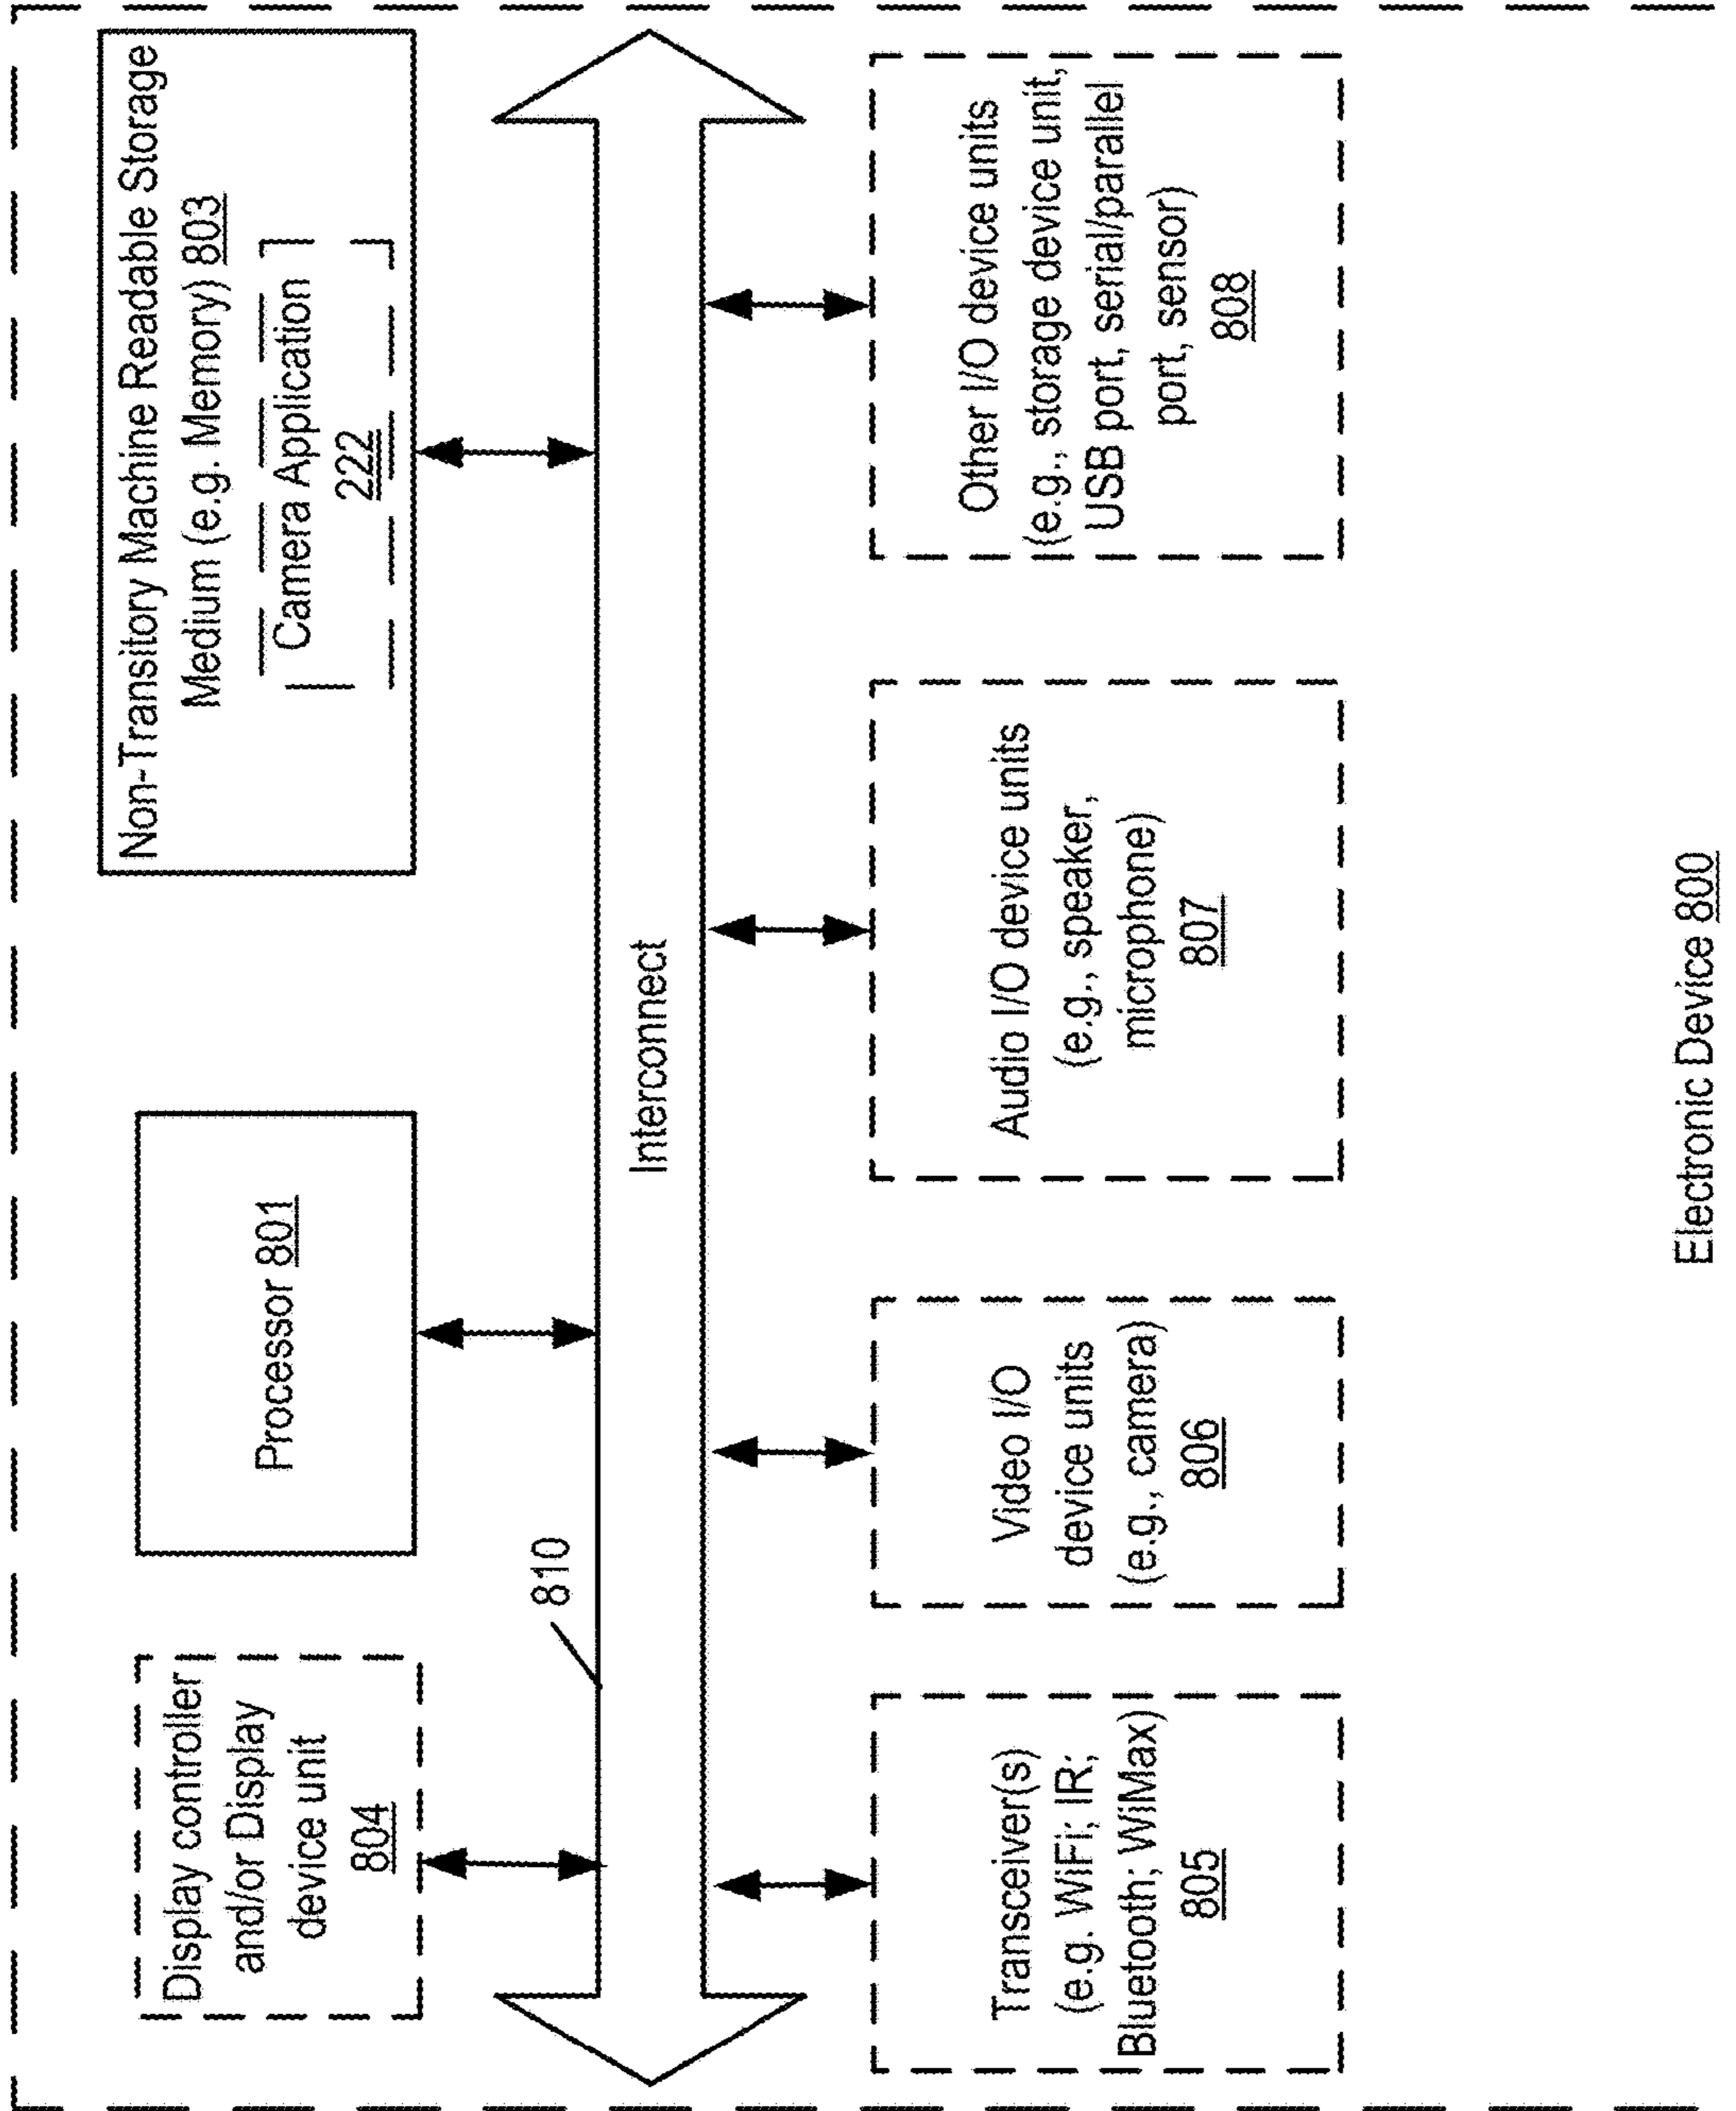 Display controller
and/or Display
device unit
804
Processor 801
Non-Transitory Machine Readable Storage
Medium (e.g. Memory) 803
Camera Application
222
810
Interconnect
Transceiver(s)
(e.g. WiFi; IR;
Bluetooth; WiMax)
805
Video I/O
device units
(e.g., camera)
806
Audio I/O device units
(e.g., speaker,
microphone)
807
Other I/O device units
(e.g., storage device unit,
USB port, serial/parallel
port, sensor)
808
Electronic Device 800